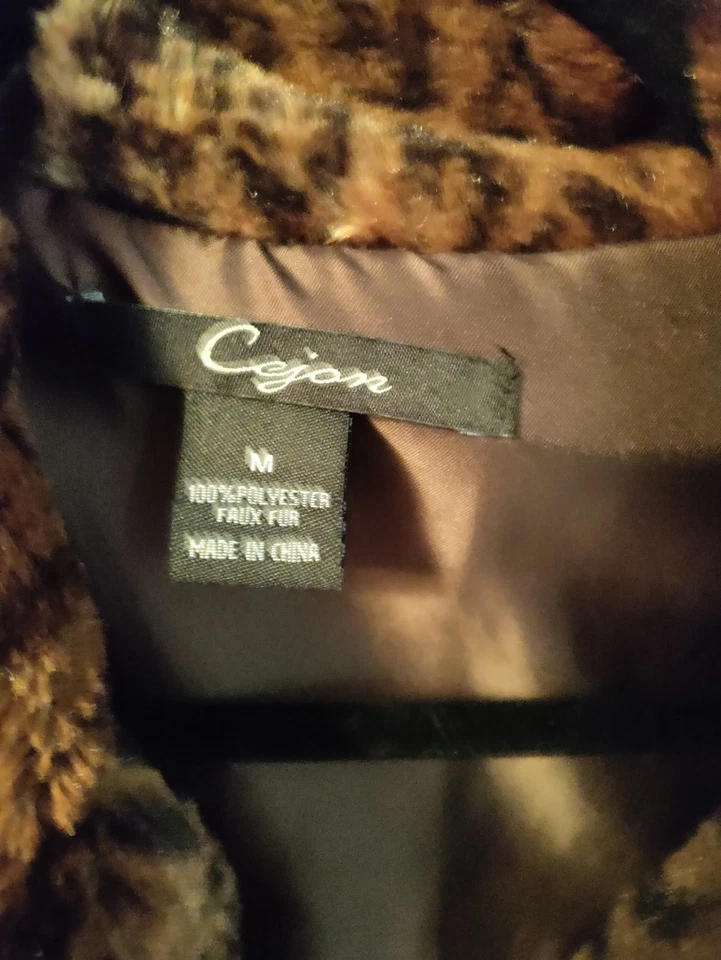 Cejon
M
100%POLYESTER
FAUX FUR
MADE IN CHINA